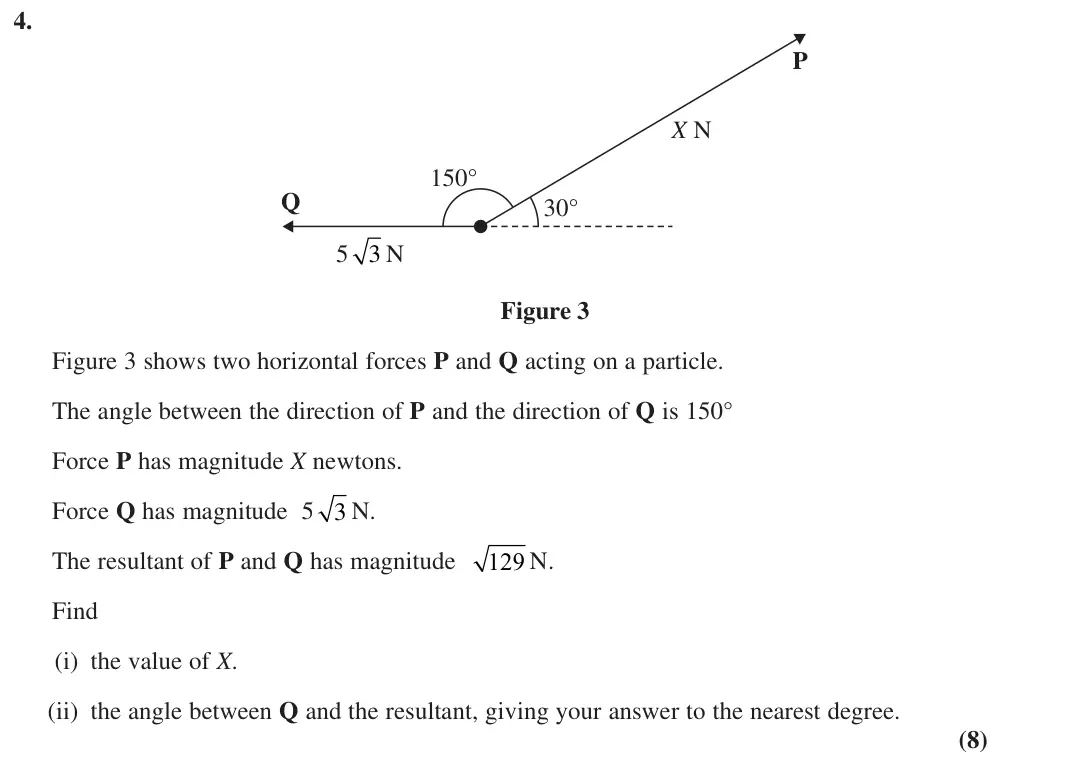 4.
P
X N
150°
Q
30°
5√3 N
Figure 3
Figure 3 shows two horizontal forces P and Q acting on a particle.
The angle between the direction of P and the direction of Q is 150°
Force P has magnitude X newtons.
Force Q has magnitude 5√3 N.
The resultant of P and Q has magnitude √129 N.
Find
(i) the value of X.
(ii) the angle between Q and the resultant, giving your answer to the nearest degree.
(8)